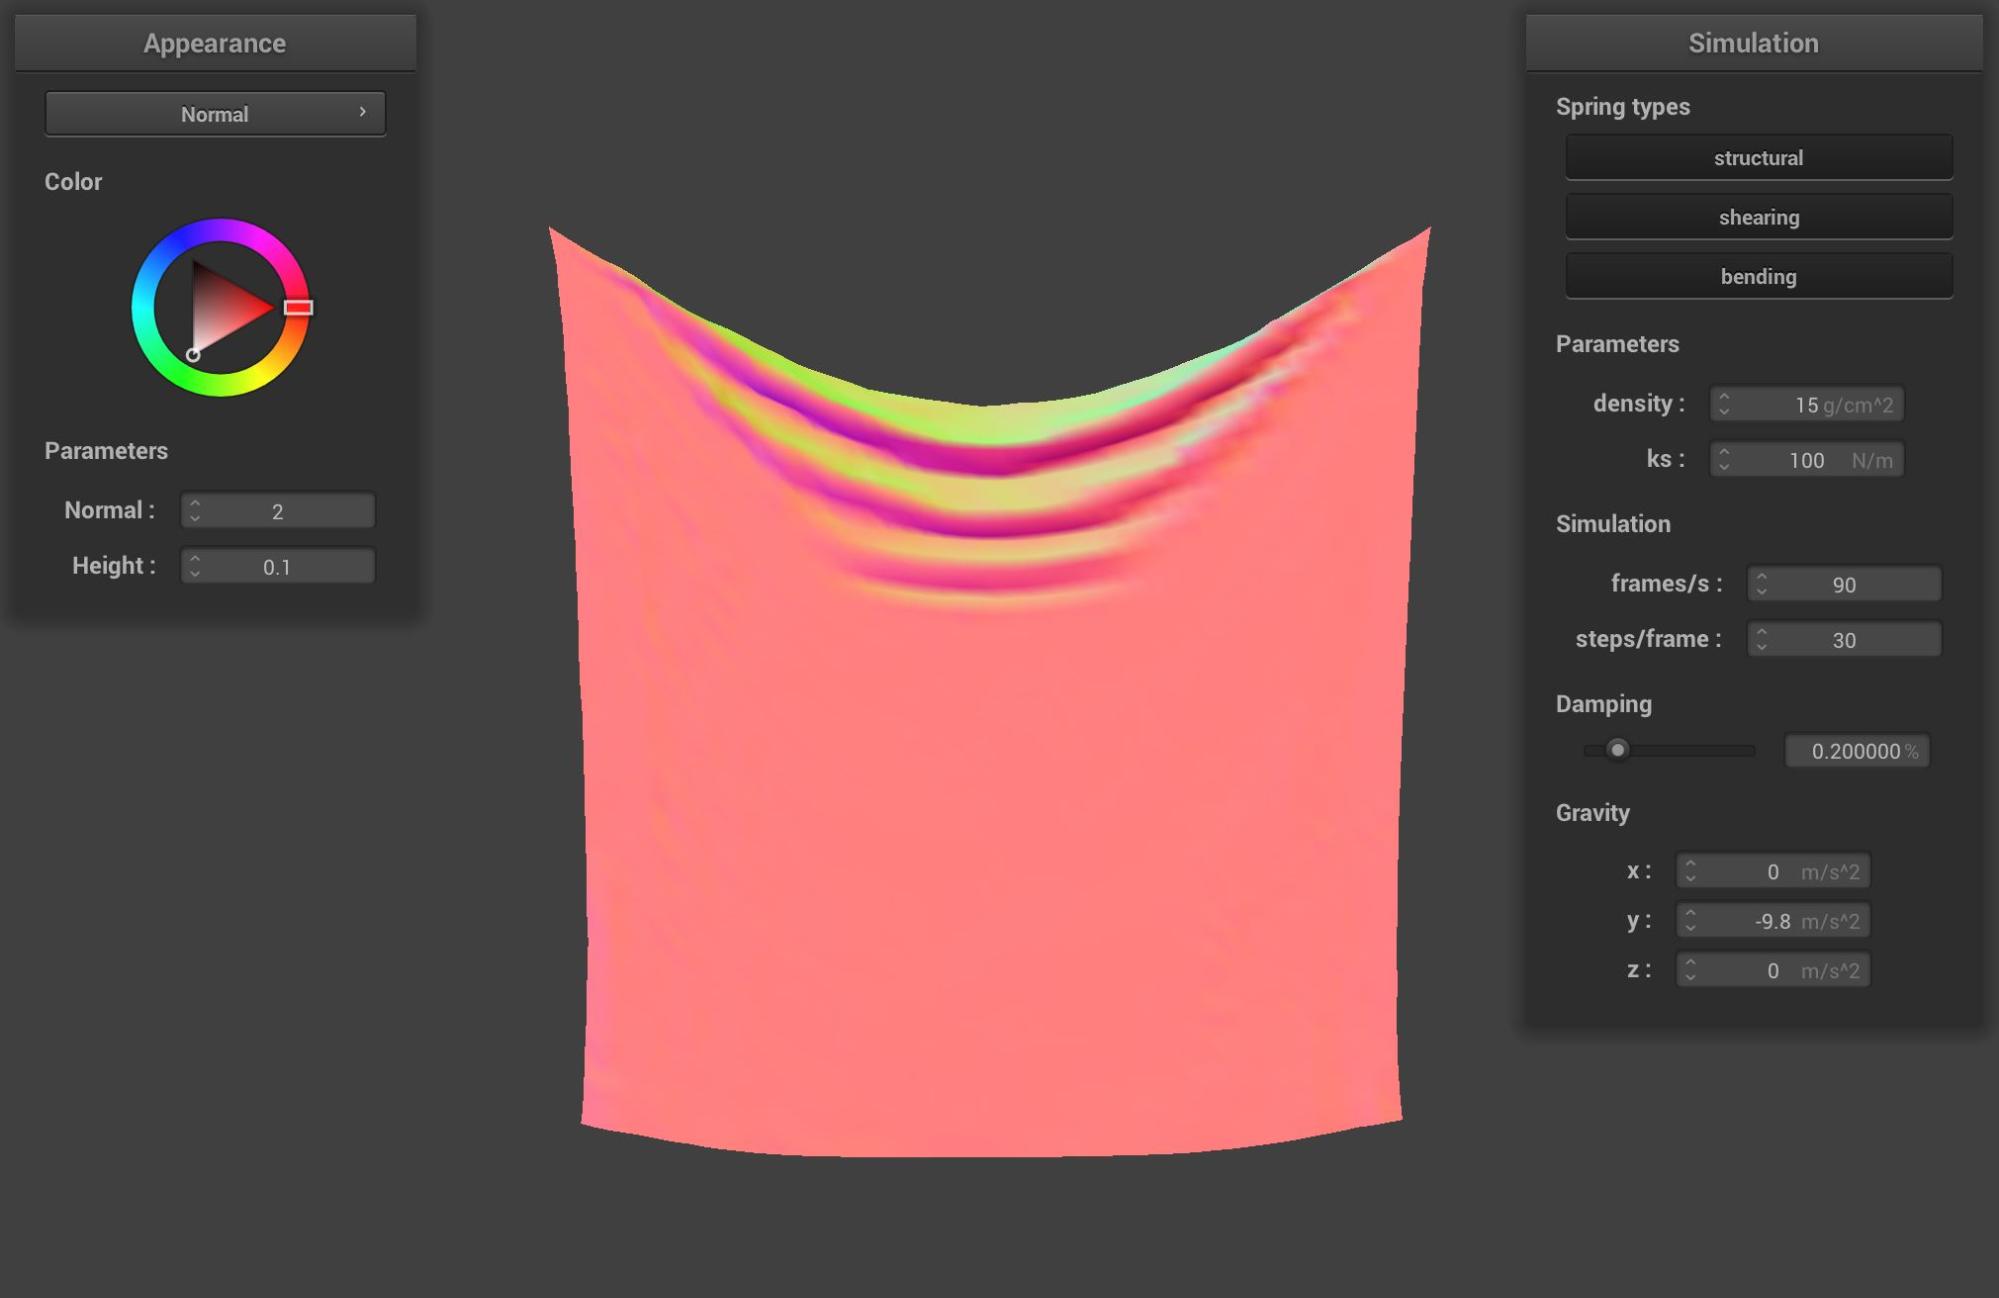 Appearance
Normal
Color
Parameters
Normal :
2
Height :
0.1
Simulation
Spring types
structural
shearing
bending
Parameters
density : 15 g/cm^2
ks : 100 N/m
Simulation
frames/s : 90
steps/frame : 30
Damping
0.200000 %
Gravity
x : 0 m/s^2
y : -9.8 m/s^2
z : 0 m/s^2